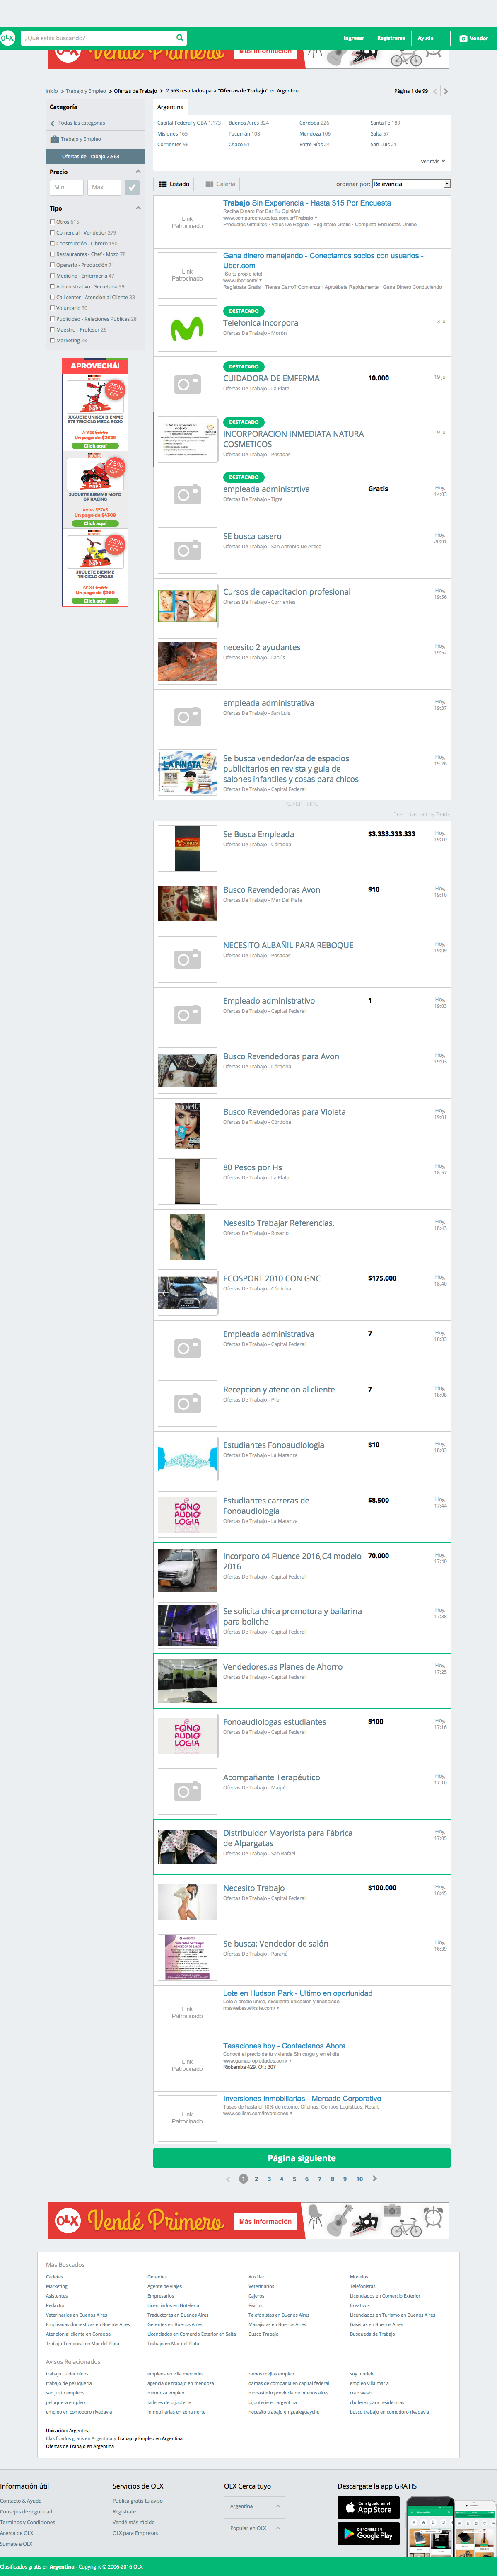 OLX
¿Qué estás buscando?
Ingresar
Registrarse
Ayuda
Vender
OLX Vendé Primero Más información
Inicio > Trabajo y Empleo > Ofertas de Trabajo > 2.563 resultados para "Ofertas de Trabajo" en Argentina
Página 1 de 99
Categoría
Todas las categorías
Trabajo y Empleo
Ofertas de Trabajo 2.563
Precio
Min
Max
Tipo
Otros 615
Comercial - Vendedor 279
Construcción - Obrero 150
Restaurantes - Chef - Mozo 78
Operario - Producción 71
Medicina - Enfermería 47
Administrativo - Secretaria 39
Call center - Atención al Cliente 33
Voluntario 30
Publicidad - Relaciones Públicas 28
Maestro - Profesor 26
Marketing 23
APROVECHÁ!
25% OFF
JUGUETE UNISEX BIEMME
379 TRICICLO MEGA ROJO
Click aquí
25% OFF
JUGUETE BIEMME MOTO
GP RACING
Click aquí
25% OFF
JUGUETE BIEMME
TRICICLO CROSS
Click aquí
Argentina
Capital Federal y GBA 1.173
Buenos Aires 324
Córdoba 226
Santa Fe 189
Misiones 165
Tucumán 108
Mendoza 106
Salta 57
Corrientes 56
Chaco 51
Entre Ríos 24
San Luis 21
ver más
Listado
Galería
ordenar por: Relevancia
Link
Patrocinado
Trabajo Sin Experiencia - Hasta $15 Por Encuesta
Recibe Dinero Por Dar Tu Opinión!
www.comparteencuestas.com.ar/Trabajo
Productos Gratuitos · Vales De Regalo · Regístrate Gratis · Completa Encuestas Online
Link
Patrocinado
Gana dinero manejando - Conectamos socios con usuarios -
Uber.com
¡Se tu propio jefe!
www.uber.com/
Registrate Gratis · Tienes Carro? Comienza · Apruébate Rapidamente · Gana Dinero Conduciendo
DESTACADO
Telefonica incorpora
Ofertas De Trabajo - Morón
3 Jul
DESTACADO
CUIDADORA DE EMFERMA
Ofertas De Trabajo - La Plata
10.000
19 Jul
DESTACADO
INCORPORACION INMEDIATA NATURA
COSMETICOS
Ofertas De Trabajo - Posadas
9 Jul
DESTACADO
empleada administrtiva
Ofertas De Trabajo - Tigre
Gratis
Hoy,
14:03
SE busca casero
Ofertas De Trabajo - San Antonio De Areco
Hoy,
20:01
Cursos de capacitacion profesional
Ofertas De Trabajo - Corrientes
Hoy,
19:56
necesito 2 ayudantes
Ofertas De Trabajo - Lanús
Hoy,
19:52
empleada administrativa
Ofertas De Trabajo - San Luis
Hoy,
19:37
LA PIÑATA
Se busca vendedor/aa de espacios
publicitarios en revista y guia de
salones infantiles y cosas para chicos
Ofertas De Trabajo - Capital Federal
Hoy,
19:26
Se Busca Empleada
Ofertas De Trabajo - Córdoba
$3.333.333.333
Hoy,
19:10
Busco Revendedoras Avon
Ofertas De Trabajo - Mar Del Plata
$10
Hoy,
19:10
NECESITO ALBAÑIL PARA REBOQUE
Ofertas De Trabajo - Posadas
Hoy,
19:09
Empleado administrativo
Ofertas De Trabajo - Capital Federal
1
Hoy,
19:03
Busco Revendedoras para Avon
Ofertas De Trabajo - Córdoba
Hoy,
19:03
Busco Revendedoras para Violeta
Ofertas De Trabajo - Córdoba
Hoy,
19:01
80 Pesos por Hs
Ofertas De Trabajo - La Plata
Hoy,
18:57
Nesesito Trabajar Referencias.
Ofertas De Trabajo - Rosario
Hoy,
18:43
ECOSPORT 2010 CON GNC
Ofertas De Trabajo - Córdoba
$175.000
Hoy,
18:40
Empleada administrativa
Ofertas De Trabajo - Capital Federal
7
Hoy,
18:33
Recepcion y atencion al cliente
Ofertas De Trabajo - Pilar
7
Hoy,
18:08
Estudiantes Fonoaudiologia
Ofertas De Trabajo - La Matanza
$10
Hoy,
18:03
FONO
AUDIO
LOGIA
Estudiantes carreras de
Fonoaudiologia
Ofertas De Trabajo - La Matanza
$8.500
Hoy,
17:44
Incorporo c4 Fluence 2016,C4 modelo
2016
Ofertas De Trabajo - Capital Federal
70.000
Hoy,
17:40
Se solicita chica promotora y bailarina
para boliche
Ofertas De Trabajo - Capital Federal
Hoy,
17:38
Vendedores.as Planes de Ahorro
Ofertas De Trabajo - Capital Federal
Hoy,
17:25
FONO
AUDIO
LOGIA
Fonoaudiologas estudiantes
Ofertas De Trabajo - Capital Federal
$100
Hoy,
17:16
Acompañante Terapéutico
Ofertas De Trabajo - Maipú
Hoy,
17:10
Distribuidor Mayorista para Fábrica
de Alpargatas
Ofertas De Trabajo - San Rafael
Hoy,
17:05
Necesito Trabajo
Ofertas De Trabajo - Capital Federal
$100.000
Hoy,
16:45
Se busca: Vendedor de salón
Ofertas De Trabajo - Paraná
Hoy,
16:39
Link
Patrocinado
Lote en Hudson Park - Ultimo en oportunidad
Lote a precio unico, excelente ubicación y financiado
maswebsa.wixsite.com/
Link
Patrocinado
Tasaciones hoy - Contactanos Ahora
Conocé el precio de tu vivienda Sin cargo y en el día
www.gamapropiedades.com/
Riobamba 429. Of.: 307
Link
Patrocinado
Inversiones Inmobiliarias - Mercado Corporativo
Tasas de hasta el 10% de retorno. Oficinas, Centros Logísticos, Retail.
www.colliers.com/Inversiones
Página siguiente
1 2 3 4 5 6 7 8 9 10
OLX Vendé Primero Más información
Más Buscados
Cadetes
Gerentes
Auxiliar
Modelos
Marketing
Agente de viajes
Veterinarios
Telefonistas
Asistentes
Empresarios
Cajeros
Licenciados en Comercio Exterior
Redactor
Licenciados en Hoteleria
Físicos
Creativos
Veterinarios en Buenos Aires
Traductores en Buenos Aires
Telefonistas en Buenos Aires
Licenciados en Turismo en Buenos Aires
Empleadas domesticas en Buenos Aires
Gerentes en Buenos Aires
Masajistas en Buenos Aires
Gasistas en Buenos Aires
Atencion al cliente en Cordoba
Licenciados en Comercio Exterior en Salta
Busco Trabajo
Busqueda de Trabajo
Trabajo Temporal en Mar del Plata
Trabajo en Mar del Plata
Avisos Relacionados
trabajo cuidar ninos
empleos en villa mercedes
ramos mejias empleo
soy modelo
trabajo de peluqueria
agencia de trabajo en mendoza
damas de compania en capital federal
empleo villa maria
san justo empleos
mendoza empleo
monasterio provincia de buenos aires
crab wash
peluquera empleo
talleres de bijouterie
bijouterie en argentina
choferes para residencias
empleo en comodoro rivadavia
inmobiliarias en zona norte
necesito trabajo en gualeguaychu
busco trabajo en comodoro rivadavia
Ubicación: Argentina
Clasificados gratis en Argentina > Trabajo y Empleo en Argentina
Ofertas de Trabajo en Argentina
Información útil
Contacto & Ayuda
Consejos de seguridad
Términos y Condiciones
Acerca de OLX
Sumate a OLX
Servicios de OLX
Publicá gratis tu aviso
Registrate
Vendé más rápido
OLX para Empresas
OLX Cerca tuyo
Argentina
Popular en OLX
Descargate la app GRATIS
Consíguelo en el
App Store
DISPONIBLE EN
Google Play
Clasificados gratis en Argentina - Copyright © 2006-2016 OLX